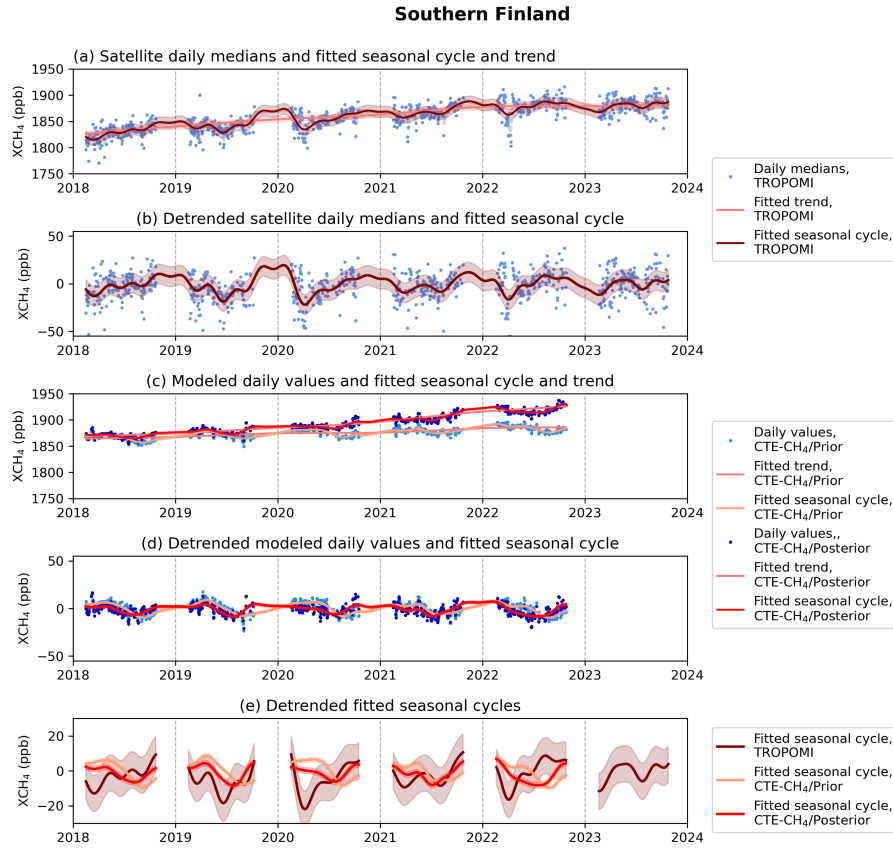 Southern Finland
(a) Satellite daily medians and fitted seasonal cycle and trend
XCH₄ (ppb)
1950
1900
1850
1800
1750
2018
2019
2020
2021
2022
2023
2024
Daily medians,
TROPOMI
Fitted trend,
TROPOMI
Fitted seasonal cycle,
TROPOMI
(b) Detrended satellite daily medians and fitted seasonal cycle
XCH₄ (ppb)
50
0
−50
2018
2019
2020
2021
2022
2023
2024
(c) Modeled daily values and fitted seasonal cycle and trend
XCH₄ (ppb)
1950
1900
1850
1800
1750
2018
2019
2020
2021
2022
2023
2024
Daily values,
CTE-CH₄/Prior
Fitted trend,
CTE-CH₄/Prior
Fitted seasonal cycle,
CTE-CH₄/Prior
Daily values,,
CTE-CH₄/Posterior
Fitted trend,
CTE-CH₄/Posterior
Fitted seasonal cycle,
CTE-CH₄/Posterior
(d) Detrended modeled daily values and fitted seasonal cycle
XCH₄ (ppb)
50
0
−50
2018
2019
2020
2021
2022
2023
2024
(e) Detrended fitted seasonal cycles
XCH₄ (ppb)
20
0
−20
2018
2019
2020
2021
2022
2023
2024
Fitted seasonal cycle,
TROPOMI
Fitted seasonal cycle,
CTE-CH₄/Prior
Fitted seasonal cycle,
CTE-CH₄/Posterior